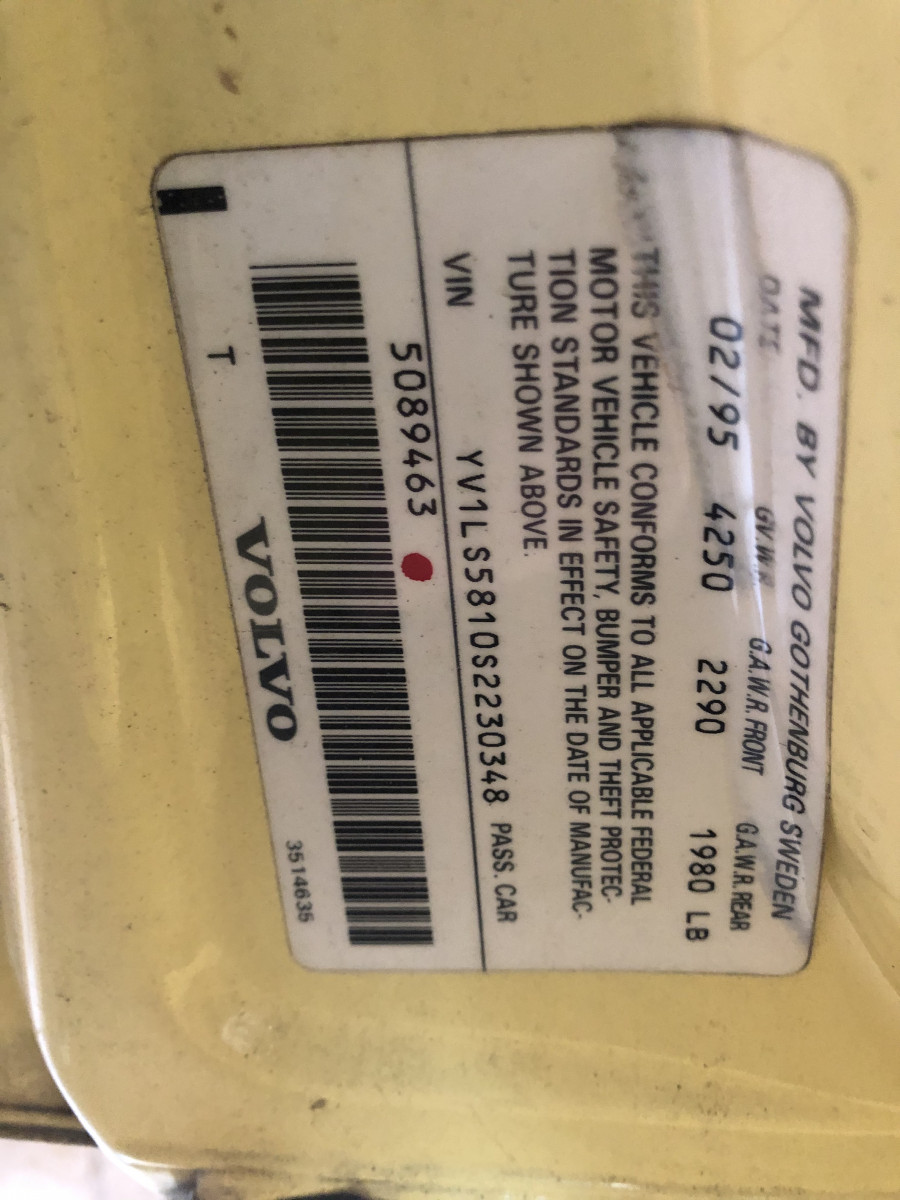 MFD. BY VOLVO GOTHENBURG SWEDEN
DATE G.V.W.R. G.A.W.R. FRONT G.A.W.R. REAR
02/95 4250 2290 1980 LB
THIS VEHICLE CONFORMS TO ALL APPLICABLE FEDERAL
MOTOR VEHICLE SAFETY, BUMPER AND THEFT PROTEC-
TION STANDARDS IN EFFECT ON THE DATE OF MANUFAC-
TURE SHOWN ABOVE.
VIN YV1LS5810S2230348 PASS. CAR
5089463
T VOLVO 3514635